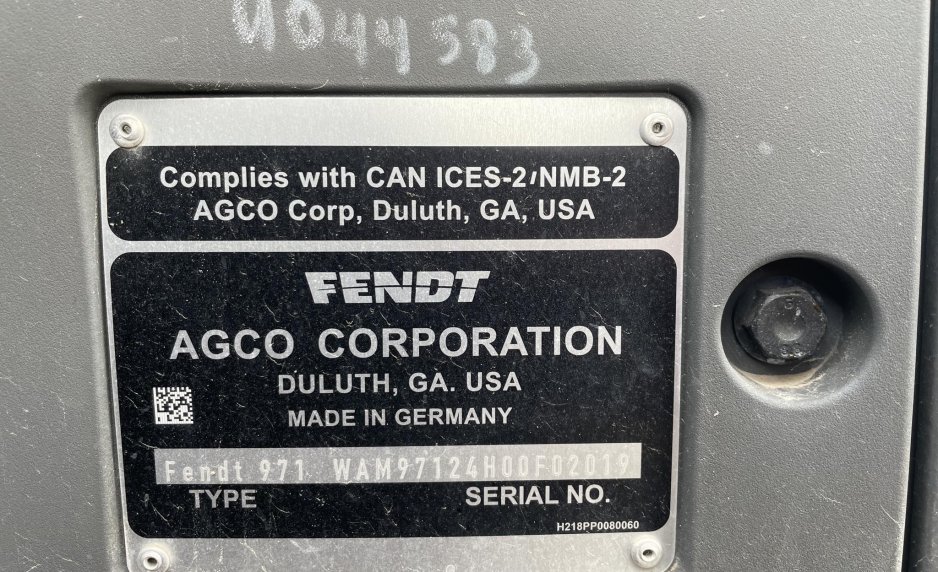 U044583
Complies with CAN ICES-2/NMB-2
AGCO Corp, Duluth, GA, USA
FENDT
AGCO CORPORATION
DULUTH, GA. USA
MADE IN GERMANY
Fendt 971 WAM97124H00F02019
TYPE SERIAL NO.
H218PP0080060